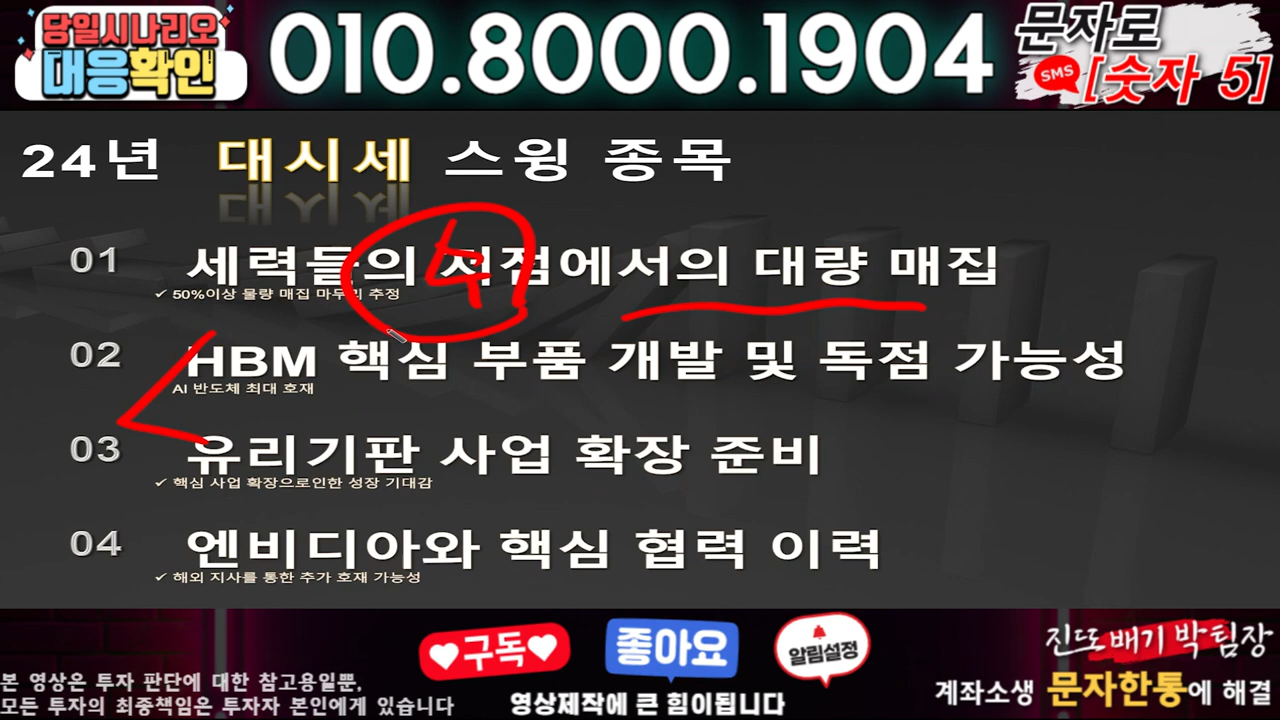 당일시나리오
대응확인
010.8000.1904
문자로
SMS
[숫자 5]
24년 대시세 스윙 종목
01 세력들의 저점에서의 대량 매집
✓ 50%이상 물량 매집 마무리 추정
02 HBM 핵심 부품 개발 및 독점 가능성
AI 반도체 최대 호재
03 유리기판 사업 확장 준비
✓ 핵심 사업 확장으로인한 성장 기대감
04 엔비디아와 핵심 협력 이력
✓ 해외 지사를 통한 추가 호재 가능성
구독
좋아요
알림설정
영상제작에 큰 힘이됩니다
본 영상은 투자 판단에 대한 참고용일뿐,
모든 투자의 최종책임은 투자자 본인에게 있습니다
진또배기 박팀장
계좌소생 문자한통에 해결